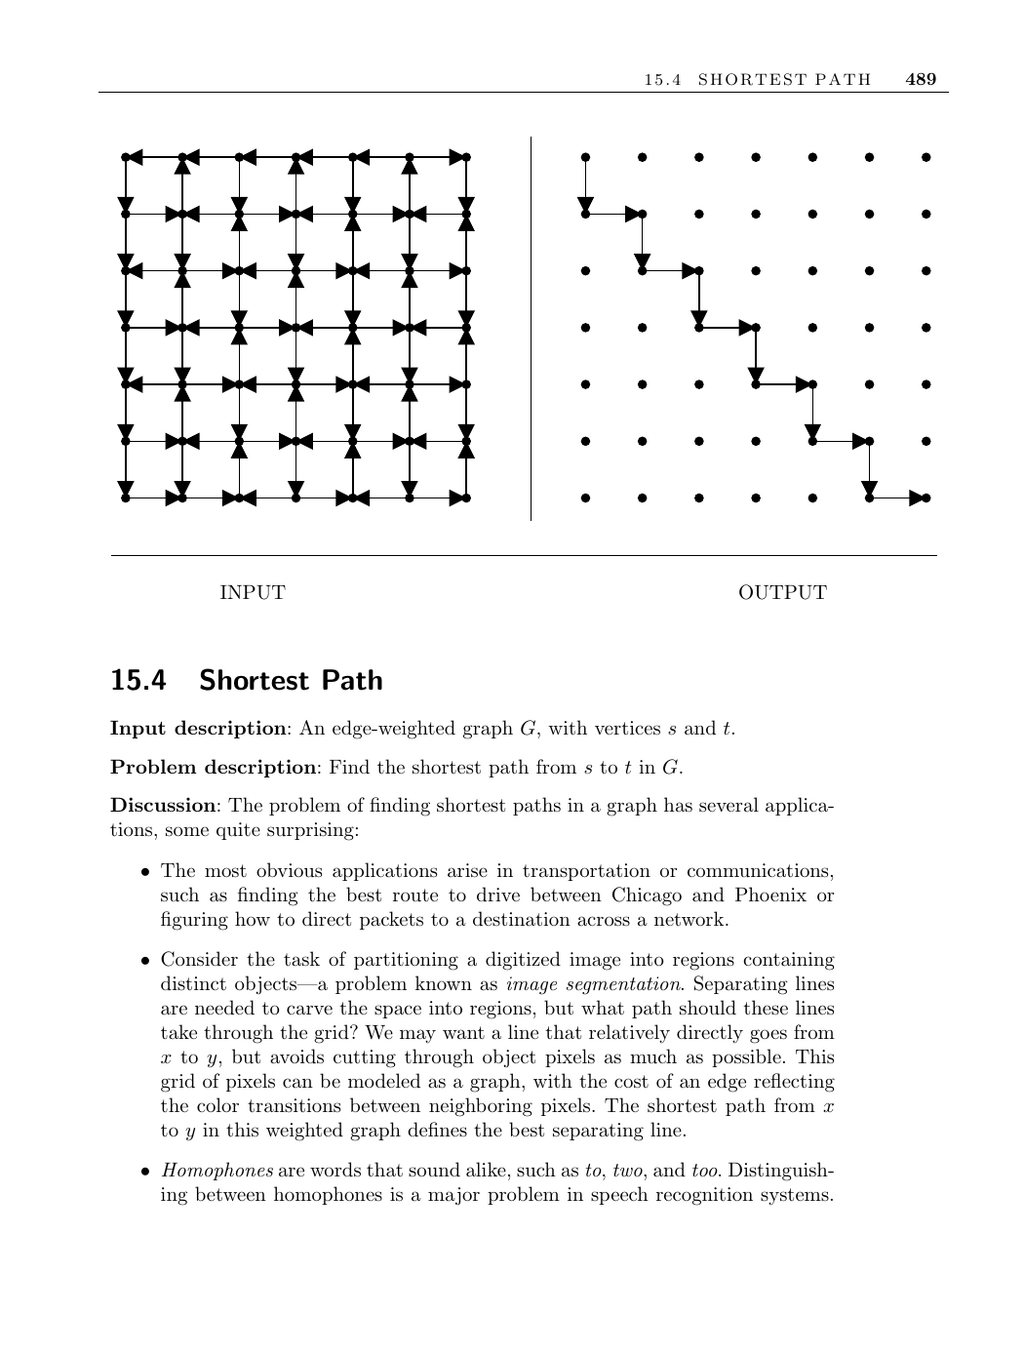 15.4 SHORTEST PATH 489
INPUT OUTPUT
15.4 Shortest Path
Input description: An edge-weighted graph G, with vertices s and t.
Problem description: Find the shortest path from s to t in G.
Discussion: The problem of finding shortest paths in a graph has several applica-
tions, some quite surprising:
• The most obvious applications arise in transportation or communications,
such as finding the best route to drive between Chicago and Phoenix or
figuring how to direct packets to a destination across a network.
• Consider the task of partitioning a digitized image into regions containing
distinct objects—a problem known as image segmentation. Separating lines
are needed to carve the space into regions, but what path should these lines
take through the grid? We may want a line that relatively directly goes from
x to y, but avoids cutting through object pixels as much as possible. This
grid of pixels can be modeled as a graph, with the cost of an edge reflecting
the color transitions between neighboring pixels. The shortest path from x
to y in this weighted graph defines the best separating line.
• Homophones are words that sound alike, such as to, two, and too. Distinguish-
ing between homophones is a major problem in speech recognition systems.